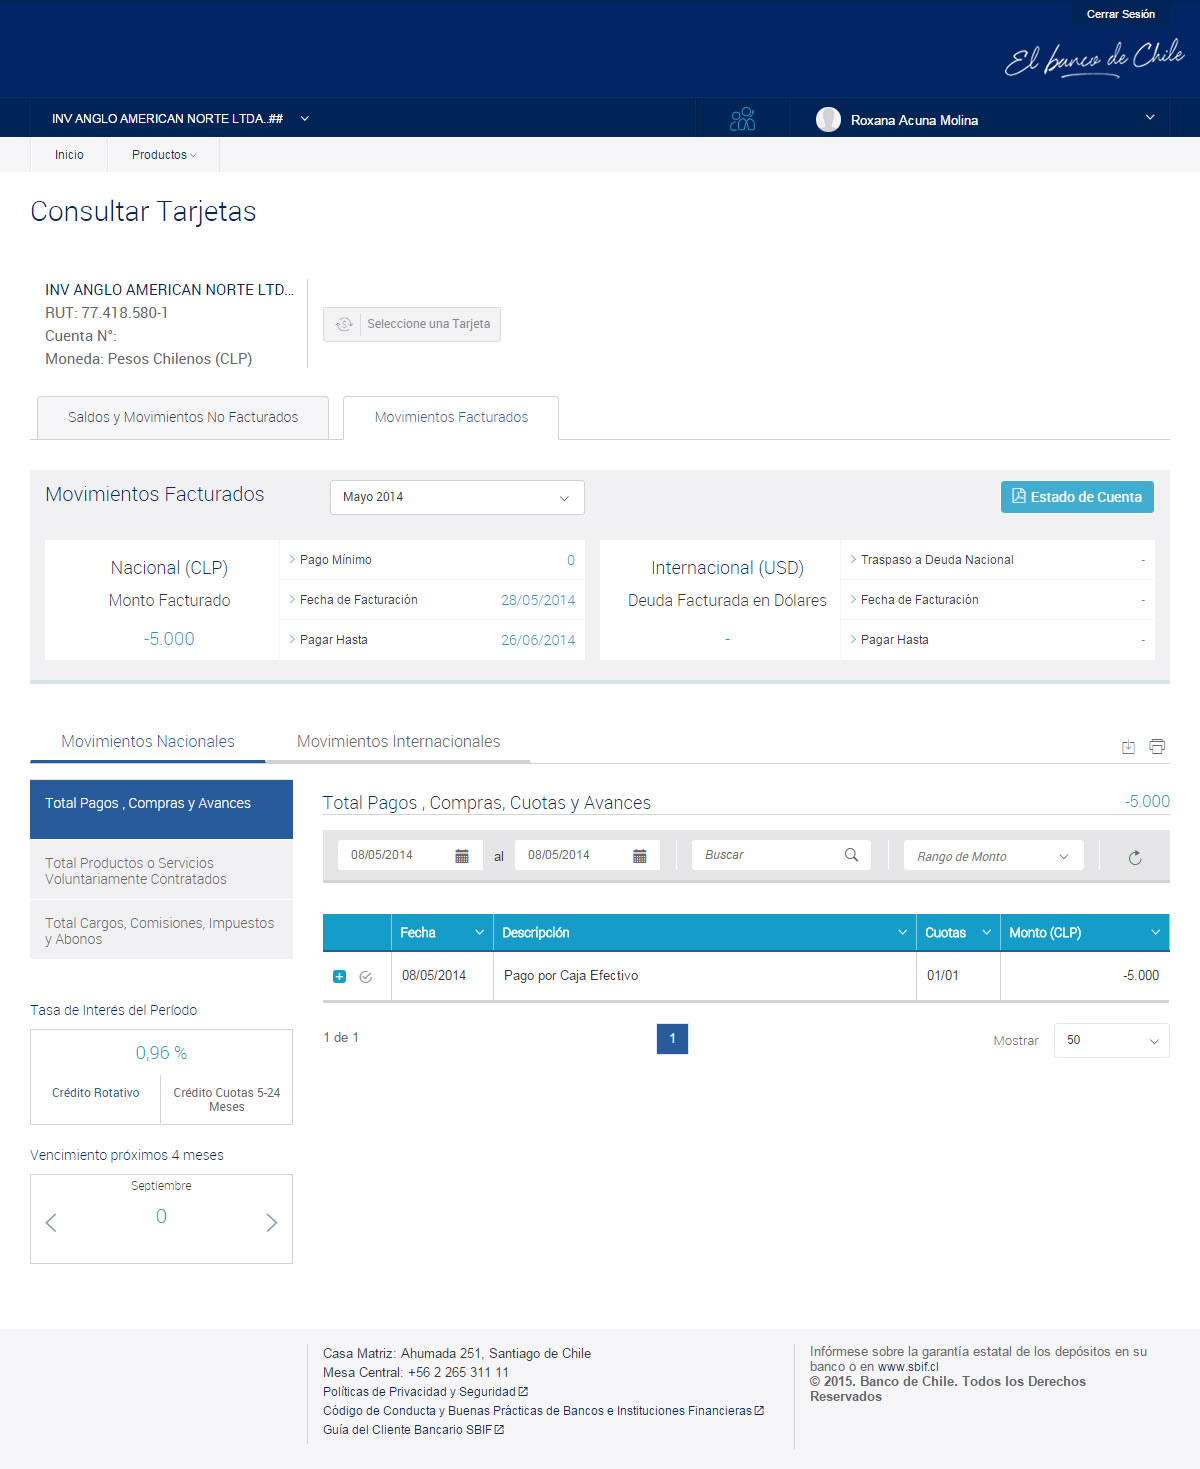 Cerrar Sesión
El banco de Chile
INV ANGLO AMERICAN NORTE LTDA..##
Roxana Acuna Molina
Inicio
Productos
Consultar Tarjetas
INV ANGLO AMERICAN NORTE LTD...
RUT: 77.418.580-1
Cuenta N°:
Moneda: Pesos Chilenos (CLP)
Seleccione una Tarjeta
Saldos y Movimientos No Facturados
Movimientos Facturados
Movimientos Facturados
Mayo 2014
Estado de Cuenta
Nacional (CLP)
Monto Facturado
-5.000
Pago Mínimo 0
Fecha de Facturación 28/05/2014
Pagar Hasta 26/06/2014
Internacional (USD)
Deuda Facturada en Dólares
-
Traspaso a Deuda Nacional -
Fecha de Facturación -
Pagar Hasta -
Movimientos Nacionales
Movimientos Internacionales
Total Pagos , Compras y Avances
Total Productos o Servicios
Voluntariamente Contratados
Total Cargos, Comisiones, Impuestos
y Abonos
Tasa de Interés del Período
0,96 %
Crédito Rotativo
Crédito Cuotas 5-24
Meses
Vencimiento próximos 4 meses
Septiembre
0
Total Pagos , Compras, Cuotas y Avances -5.000
08/05/2014 al 08/05/2014 Buscar Rango de Monto
Fecha Descripción Cuotas Monto (CLP)
08/05/2014 Pago por Caja Efectivo 01/01 -5.000
1 de 1 1 Mostrar 50
Casa Matriz: Ahumada 251, Santiago de Chile
Mesa Central: +56 2 265 311 11
Políticas de Privacidad y Seguridad
Código de Conducta y Buenas Prácticas de Bancos e Instituciones Financieras
Guía del Cliente Bancario SBIF
Infórmese sobre la garantía estatal de los depósitos en su
banco o en www.sbif.cl
© 2015. Banco de Chile. Todos los Derechos
Reservados